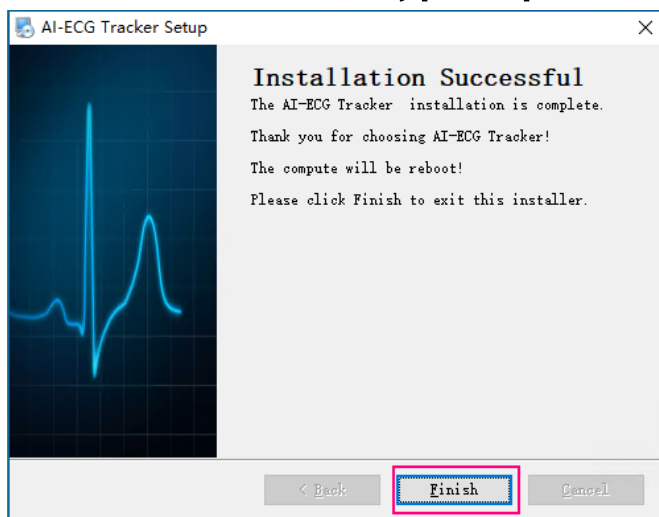 AI-ECG Tracker Setup
Installation Successful
The AI-ECG Tracker  installation is complete.
Thank you for choosing AI-ECG Tracker!
The compute will be reboot!
Please click Finish to exit this installer.
< Back
Finish
Cancel